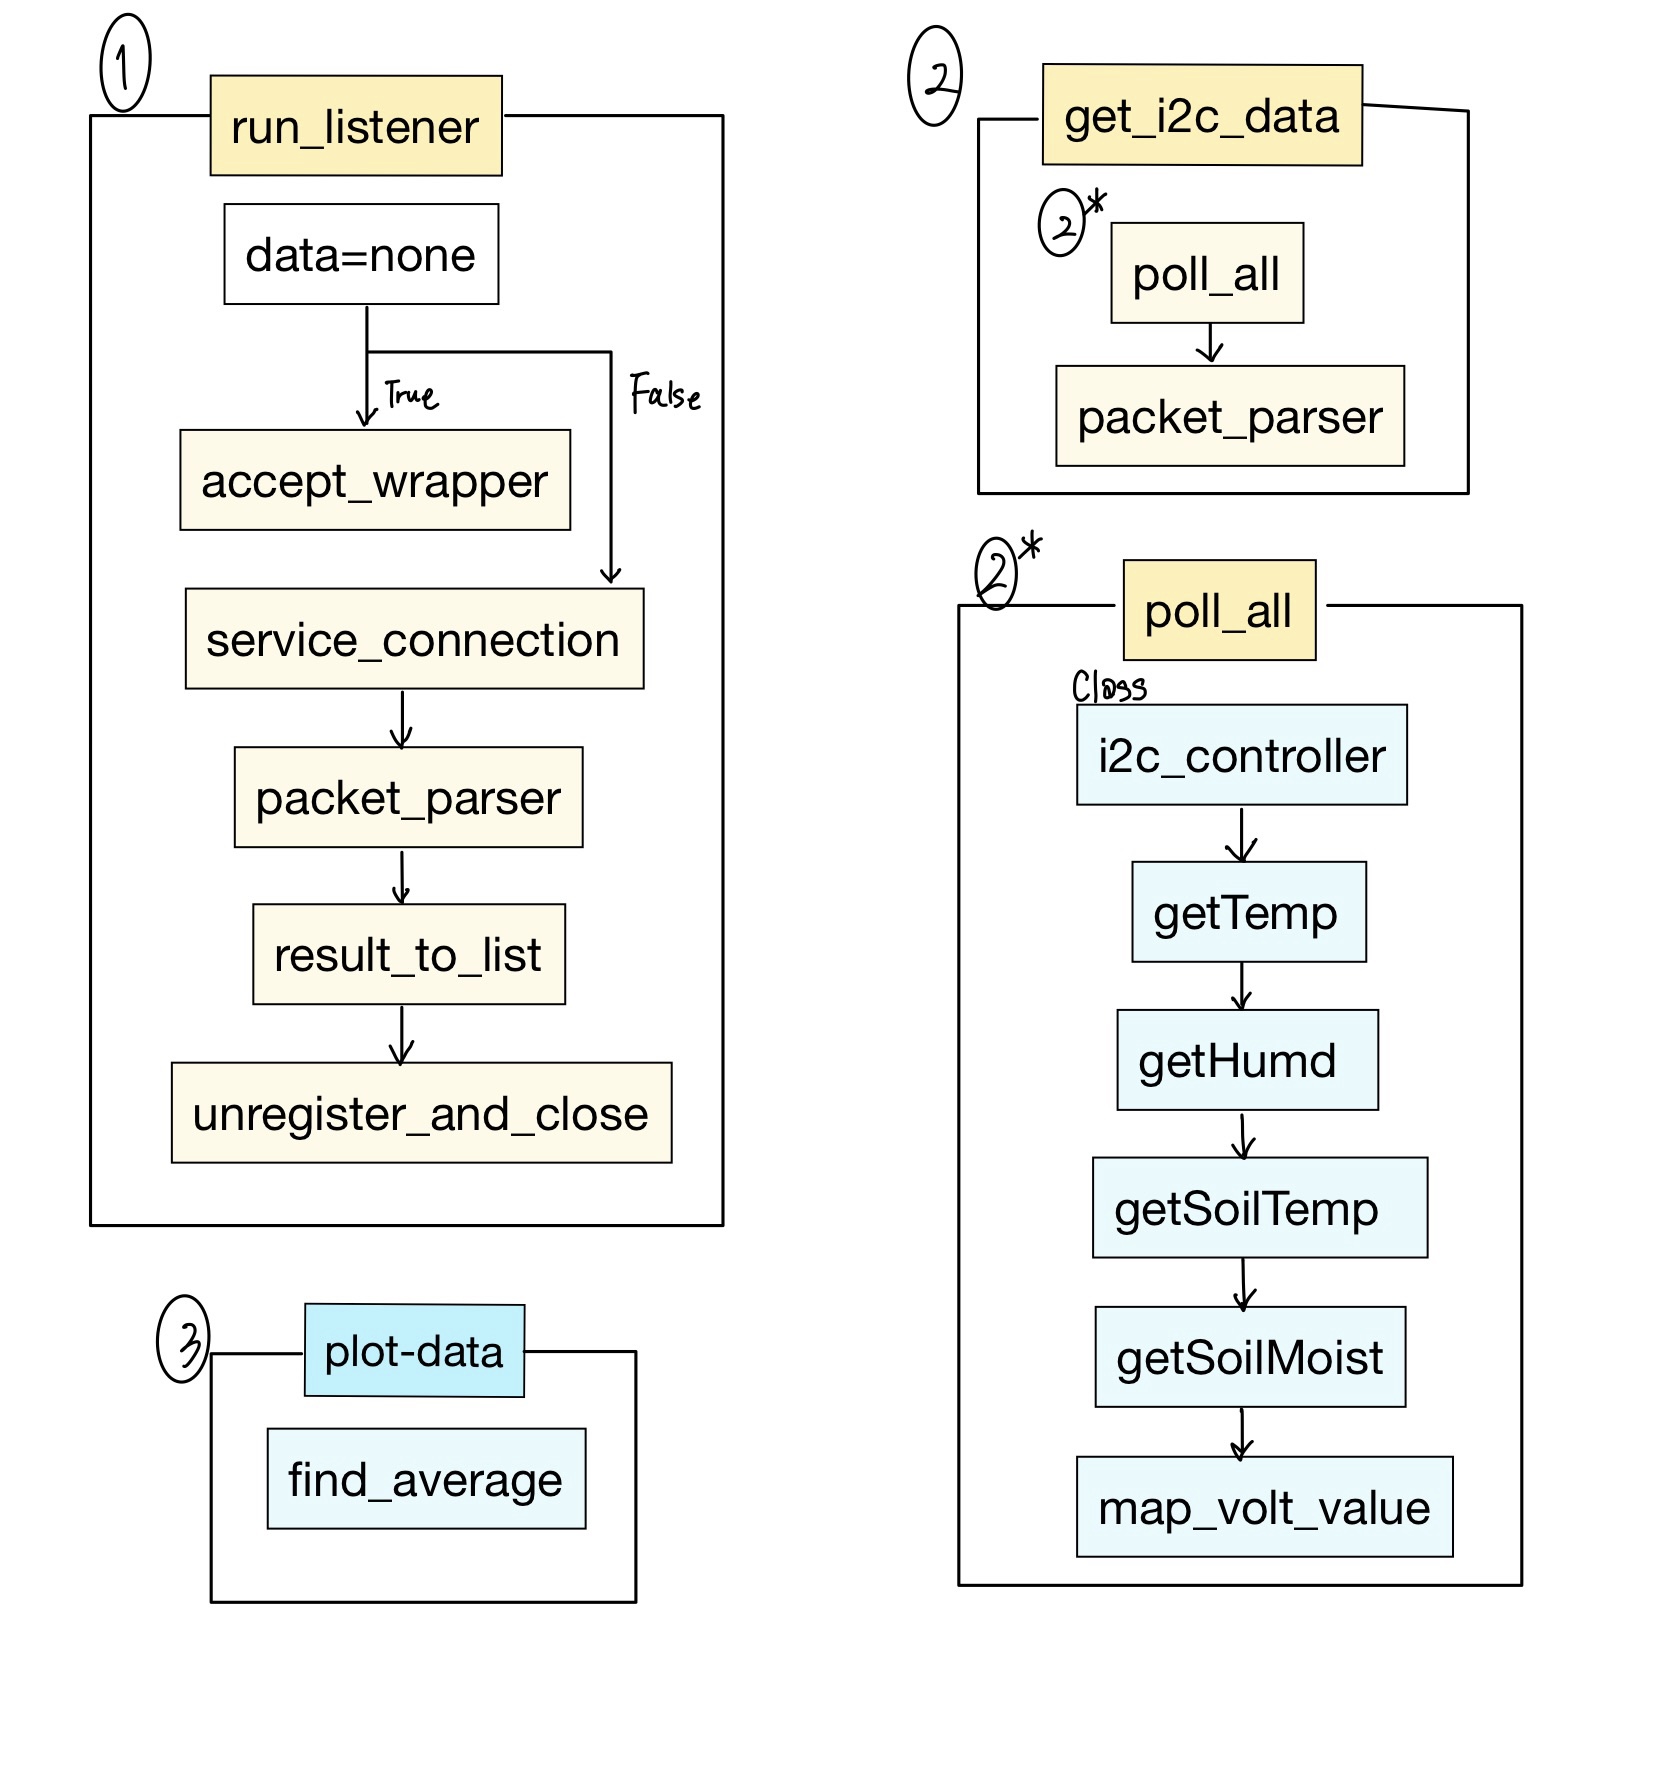 1
run_listener
data=none
True
False
accept_wrapper
service_connection
packet_parser
result_to_list
unregister_and_close
2
get_i2c_data
2*
poll_all
packet_parser
2*
poll_all
Class
i2c_controller
getTemp
getHumd
getSoilTemp
getSoilMoist
map_volt_value
3
plot-data
find_average